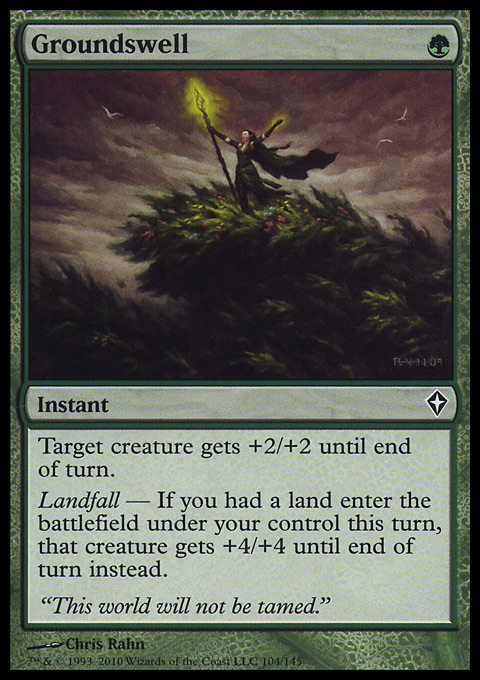 Groundswell
Instant
Target creature gets +2/+2 until end
of turn.
Landfall — If you had a land enter the
battlefield under your control this turn,
that creature gets +4/+4 until end of
turn instead.
“This world will not be tamed.”
Chris Rahn
™ & © 1993–2010 Wizards of the Coast LLC 104/145